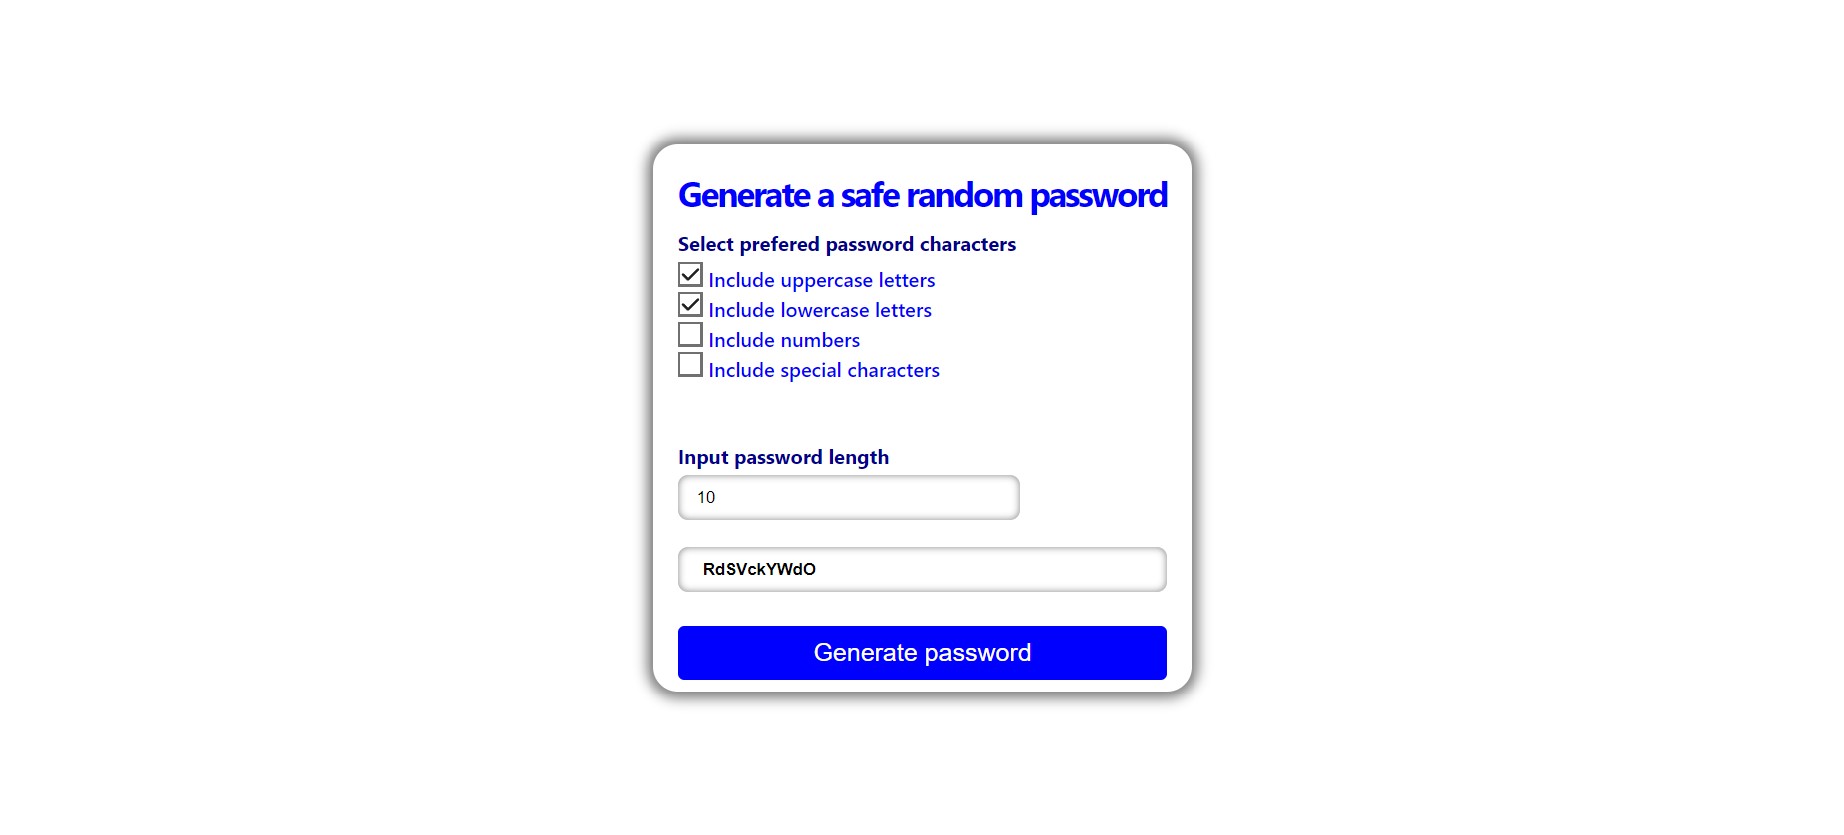 Generate a safe random password
Select prefered password characters
Include uppercase letters
Include lowercase letters
Include numbers
Include special characters
Input password length
10
RdSVckYWdO
Generate password